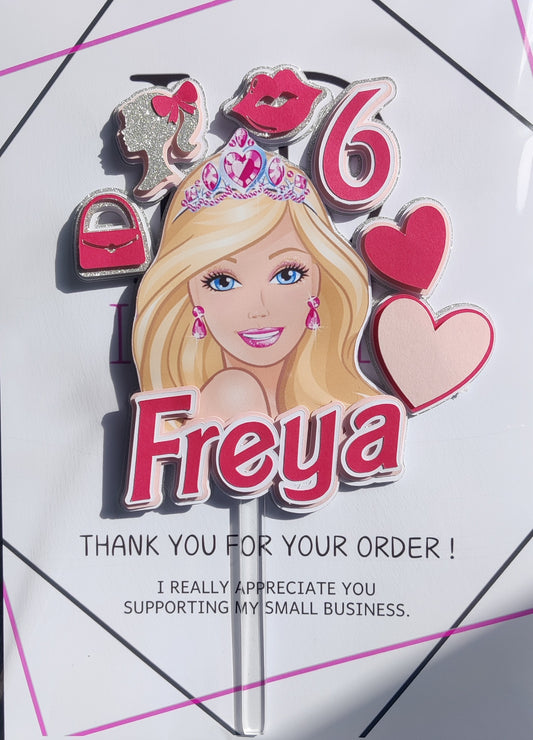 6
Freya
THANK YOU FOR YOUR ORDER !
I REALLY APPRECIATE YOU
SUPPORTING MY SMALL BUSINESS.